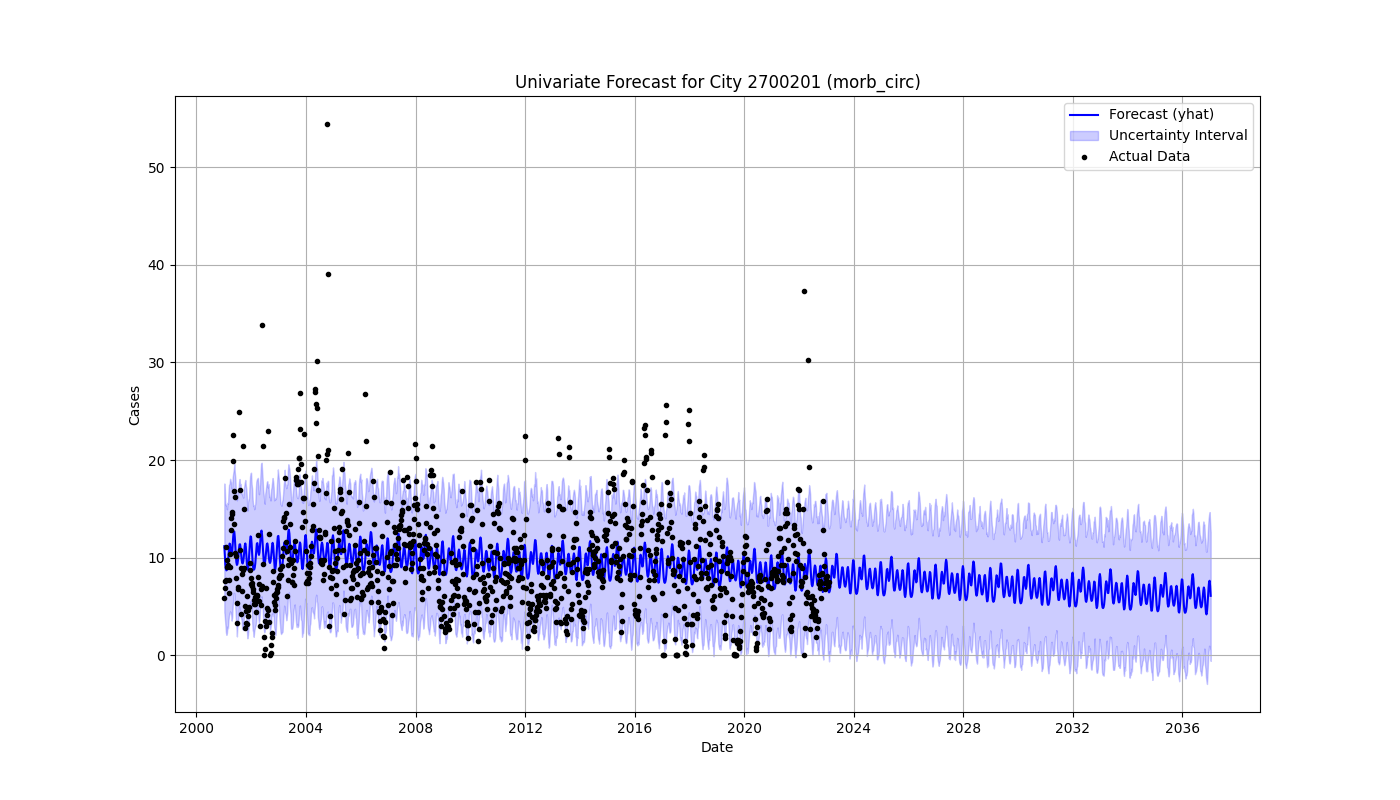 Univariate Forecast for City 2700201 (morb_circ)
Forecast (yhat)
Uncertainty Interval
Actual Data
Cases
50
40
30
20
10
0
2000 2004 2008 2012 2016 2020 2024 2028 2032 2036
Date